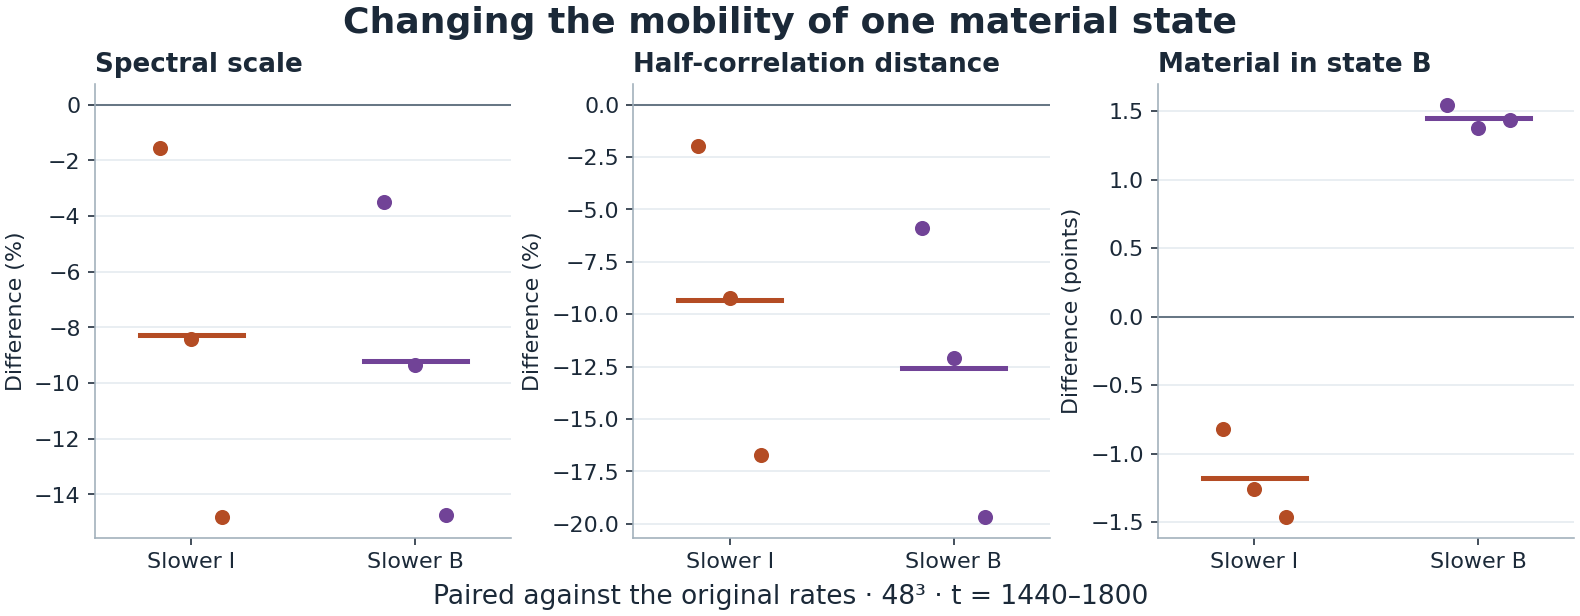 Changing the mobility of one material state
Spectral scale
Difference (%)
0
−2
−4
−6
−8
−10
−12
−14
Slower I
Slower B
Half-correlation distance
Difference (%)
0.0
−2.5
−5.0
−7.5
−10.0
−12.5
−15.0
−17.5
−20.0
Slower I
Slower B
Material in state B
Difference (points)
1.5
1.0
0.5
0.0
−0.5
−1.0
−1.5
Slower I
Slower B
Paired against the original rates · 48³ · t = 1440–1800